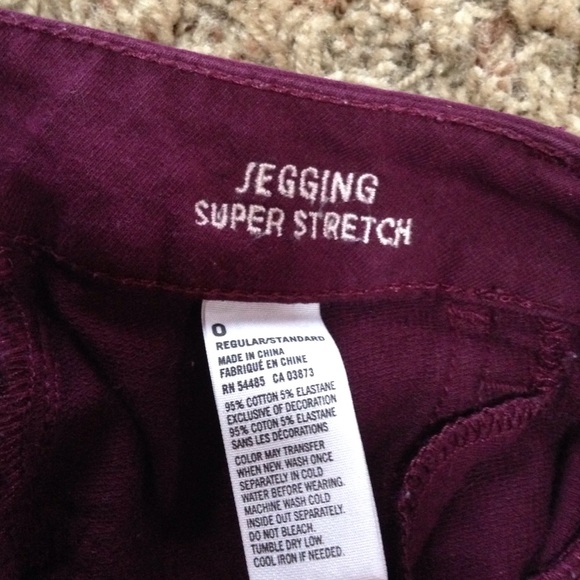 JEGGING
SUPER STRETCH
0
REGULAR/STANDARD
MADE IN CHINA
FABRIQUÉ EN CHINE
RN 54485 CA 03873
95% COTTON 5% ELASTANE
EXCLUSIVE OF DECORATION
95% COTON 5% ELASTANE
SANS LES DÉCORATIONS
COLOR MAY TRANSFER
WHEN NEW. WASH ONCE
SEPARATELY IN COLD
WATER BEFORE WEARING.
MACHINE WASH COLD
INSIDE OUT SEPARATELY.
DO NOT BLEACH.
TUMBLE DRY LOW.
COOL IRON IF NEEDED.